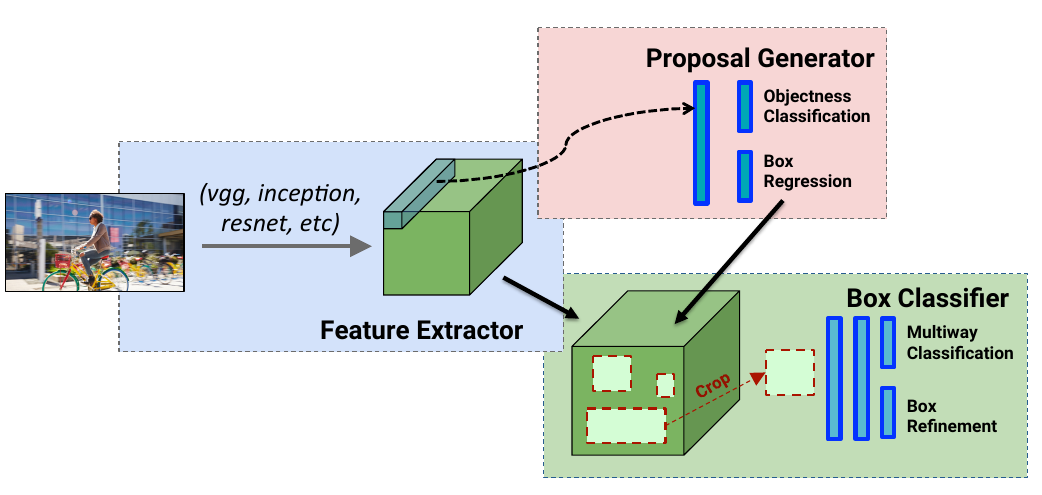 Proposal Generator
Objectness
Classification
Box
Regression
(vgg, inception,
resnet, etc)
Feature Extractor
Box Classifier
Multiway
Classification
Crop
Box
Refinement